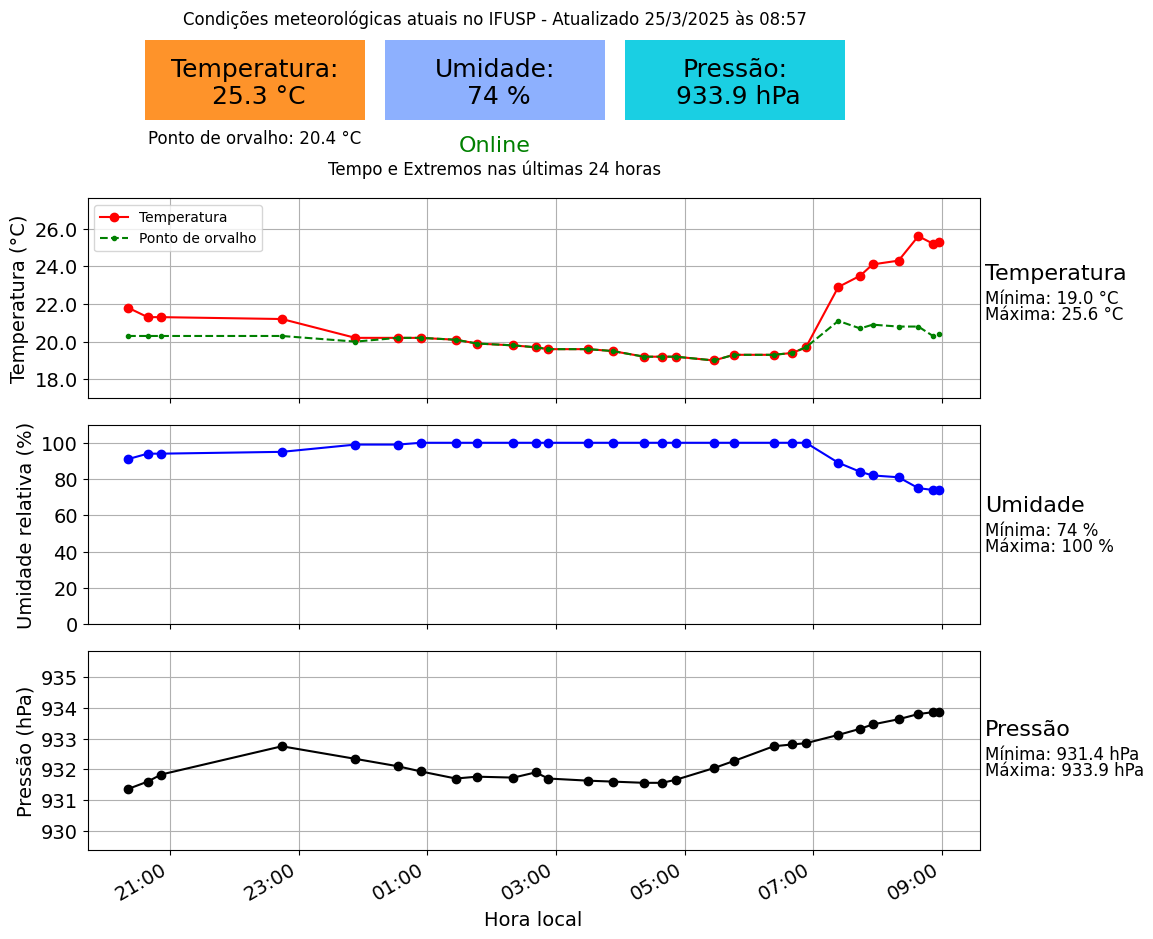 Condições meteorológicas atuais no IFUSP - Atualizado 25/3/2025 às 08:57
Temperatura:
25.3 °C
Umidade:
74 %
Pressão:
933.9 hPa
Ponto de orvalho: 20.4 °C
Online
Tempo e Extremos nas últimas 24 horas
Temperatura (°C)
26.0
24.0
22.0
20.0
18.0
Temperatura
Ponto de orvalho
Temperatura
Mínima: 19.0 °C
Máxima: 25.6 °C
Umidade relativa (%)
100
80
60
40
20
0
Umidade
Mínima: 74 %
Máxima: 100 %
Pressão (hPa)
935
934
933
932
931
930
Pressão
Mínima: 931.4 hPa
Máxima: 933.9 hPa
21:00
23:00
01:00
03:00
05:00
07:00
09:00
Hora local